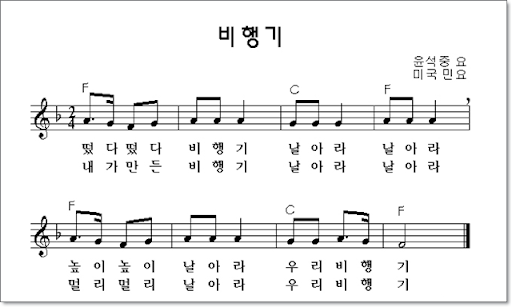 비행기
윤석중 요
미국 민요
F C F
2
4
떴 다 떴 다 비 행 기 날 아 라 날 아 라
내 가 만 든 비 행 기 날 아 라 날 아 라
F C F
높 이 높 이 날 아 라 우 리 비 행 기
멀 리 멀 리 날 아 라 우 리 비 행 기